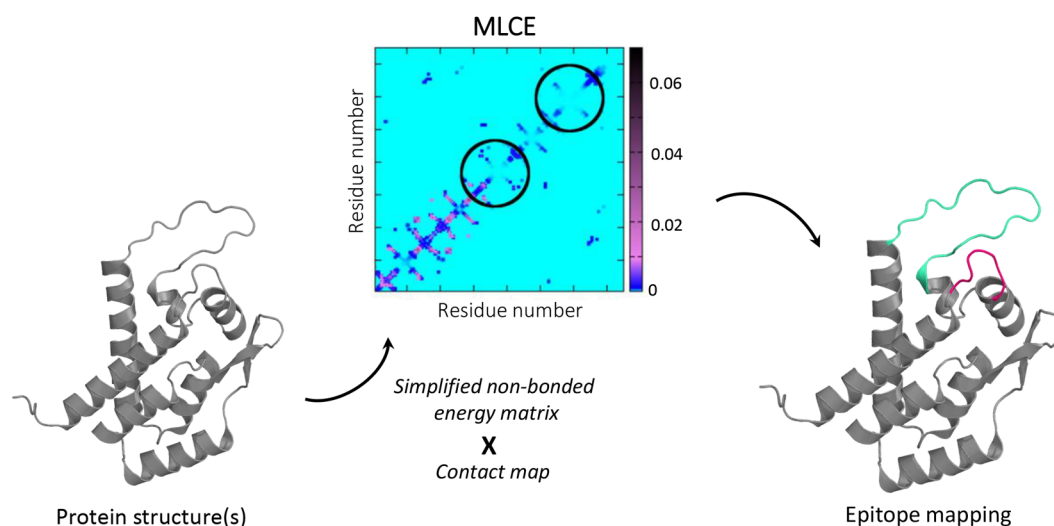 MLCE
Residue number
0.06
0.04
0.02
0
Residue number
Simplified non-bonded
energy matrix
X
Contact map
Protein structure(s)
Epitope mapping